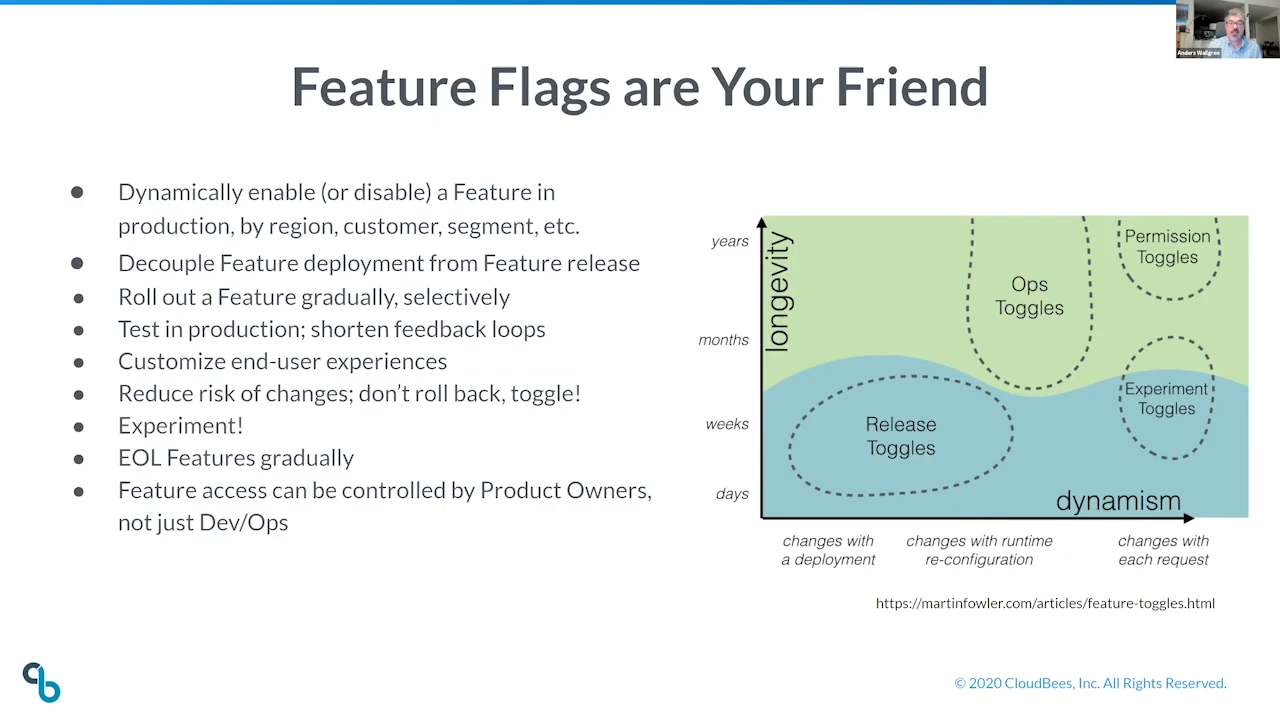 Anders Wallgren
Feature Flags are Your Friend
● Dynamically enable (or disable) a Feature in
production, by region, customer, segment, etc.
● Decouple Feature deployment from Feature release
● Roll out a Feature gradually, selectively
● Test in production; shorten feedback loops
● Customize end-user experiences
● Reduce risk of changes; don’t roll back, toggle!
● Experiment!
● EOL Features gradually
● Feature access can be controlled by Product Owners,
not just Dev/Ops
longevity
years
months
weeks
days
Permission
Toggles
Ops
Toggles
Experiment
Toggles
Release
Toggles
dynamism
changes with
a deployment
changes with runtime
re-configuration
changes with
each request
https://martinfowler.com/articles/feature-toggles.html
© 2020 CloudBees, Inc. All Rights Reserved.